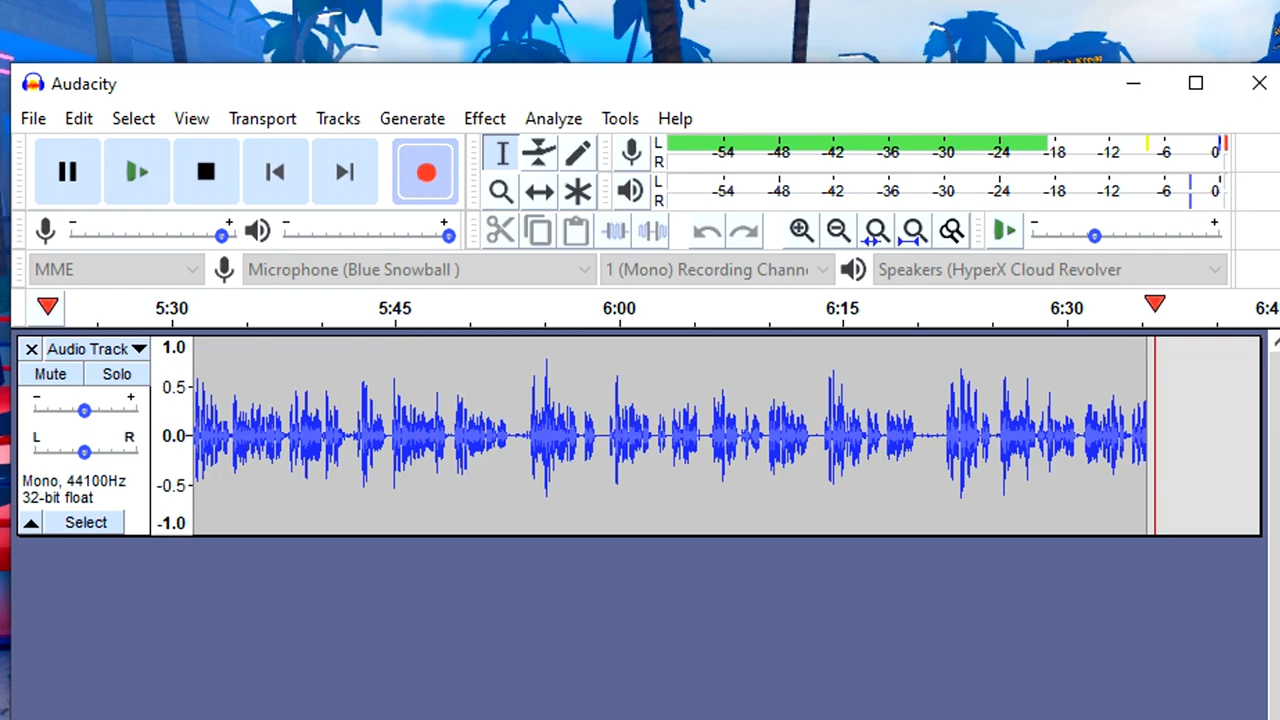 Audacity
File Edit Select View Transport Tracks Generate Effect Analyze Tools Help
L
R
-54 -48 -42 -36 -30 -24 -18 -12 -6 0
L
R
-54 -48 -42 -36 -30 -24 -18 -12 -6 0
- + - + - +
MME Microphone (Blue Snowball ) 1 (Mono) Recording Chann Speakers (HyperX Cloud Revolver
5:30 5:45 6:00 6:15 6:30 6:4
× Audio Track 1.0
Mute Solo
0.5
- +
0.0
L R
Mono, 44100Hz
-0.5
32-bit float
Select -1.0